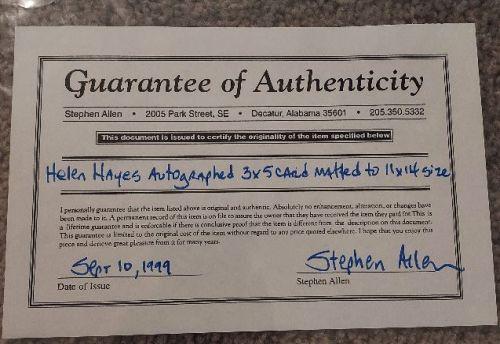 Guarantee of Authenticity
Stephen Allen • 2005 Park Street, SE • Decatur, Alabama 35601 • 205.350.5332
This document is issued to certify the originality of the item specified below
Helen Hayes Autographed 3x5 card matted to 11x14 size
I personally guarantee that the item listed above is original and authentic. Absolutely no enhancement, alteration, or changes have
been made to it. A permanent record of this item is on file to assure the owner that they have received the item they paid for. This is
a lifetime guarantee and is enforceable if there is conclusive proof that the item is different from the description on this document.
This guarantee is limited to the original cost of the item without regard to any price quoted elsewhere. I hope that you enjoy this
piece and derive great pleasure from it for many years.
Sept 10, 1999
Stephen Allen
Date of Issue
Stephen Allen